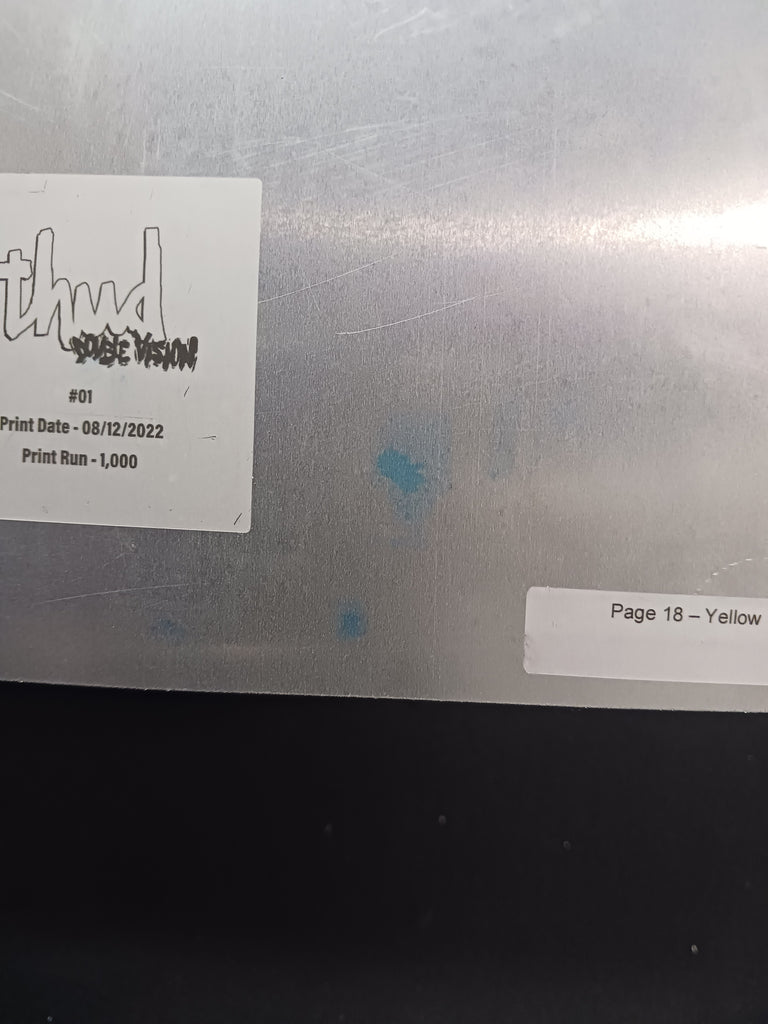 thud
DOUBLE VISION
#01
Print Date - 08/12/2022
Print Run - 1,000
Page 18 – Yellow